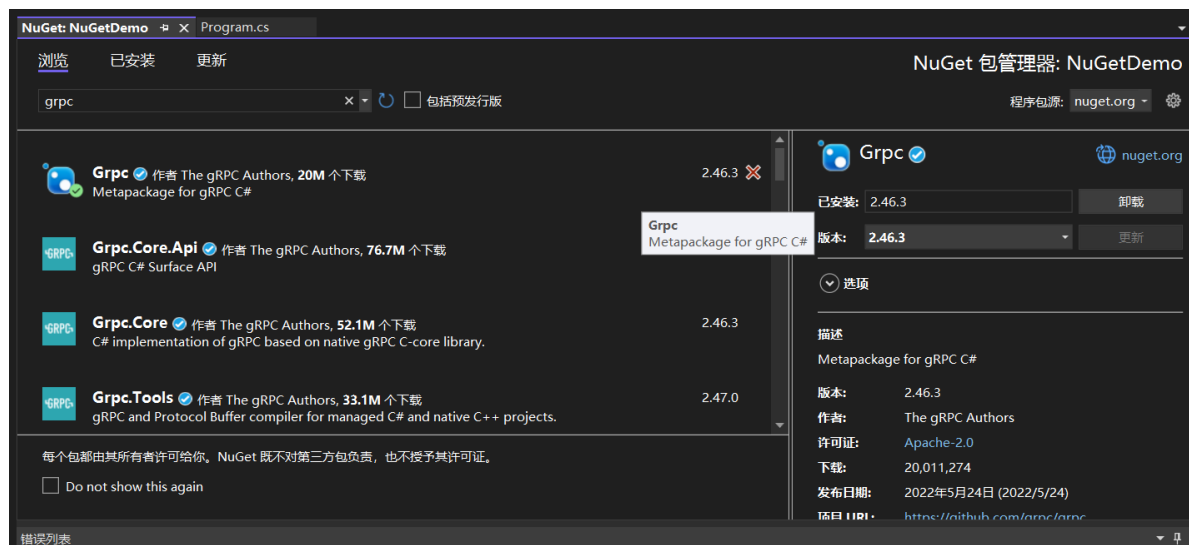 NuGet: NuGetDemo Program.cs
浏览 已安装 更新 NuGet 包管理器: NuGetDemo
grpc 包括预发行版 程序包源: nuget.org
Grpc 作者 The gRPC Authors, 20M 个下载 2.46.3
Metapackage for gRPC C#
Grpc
Metapackage for gRPC C#
Grpc.Core.Api 作者 The gRPC Authors, 76.7M 个下载
gRPC C# Surface API
GRPC
Grpc.Core 作者 The gRPC Authors, 52.1M 个下载 2.46.3
C# implementation of gRPC based on native gRPC C-core library.
GRPC
Grpc.Tools 作者 The gRPC Authors, 33.1M 个下载 2.47.0
gRPC and Protocol Buffer compiler for managed C# and native C++ projects.
GRPC
每个包都由其所有者许可给你。NuGet 既不对第三方包负责，也不授予其许可证。
Do not show this again
Grpc nuget.org
已安装: 2.46.3 卸载
版本: 2.46.3 更新
选项
描述
Metapackage for gRPC C#
版本: 2.46.3
作者: The gRPC Authors
许可证: Apache-2.0
下载: 20,011,274
发布日期: 2022年5月24日 (2022/5/24)
项目 URL: https://github.com/grpc/grpc
错误列表